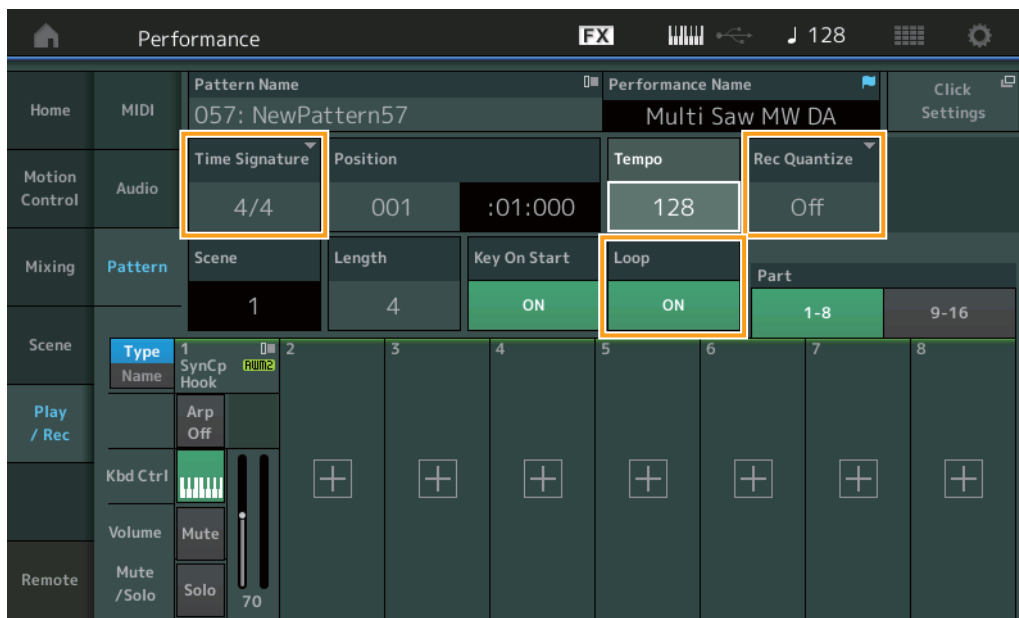 Performance
FX
128
Pattern Name
057: NewPattern57
Performance Name
Multi Saw MW DA
Click
Settings
Home
MIDI
Time Signature
4/4
Position
001
:01:000
Tempo
128
Rec Quantize
Off
Motion
Control
Audio
Mixing
Pattern
Scene
1
Length
4
Key On Start
ON
Loop
ON
Part
1-8
9-16
Scene
Type
Name
1
SynCp
Hook
AWM2
2
3
4
5
6
7
8
Play
/ Rec
Arp
Off
Kbd Ctrl
Volume
Mute
Remote
Mute
/Solo
Solo
70